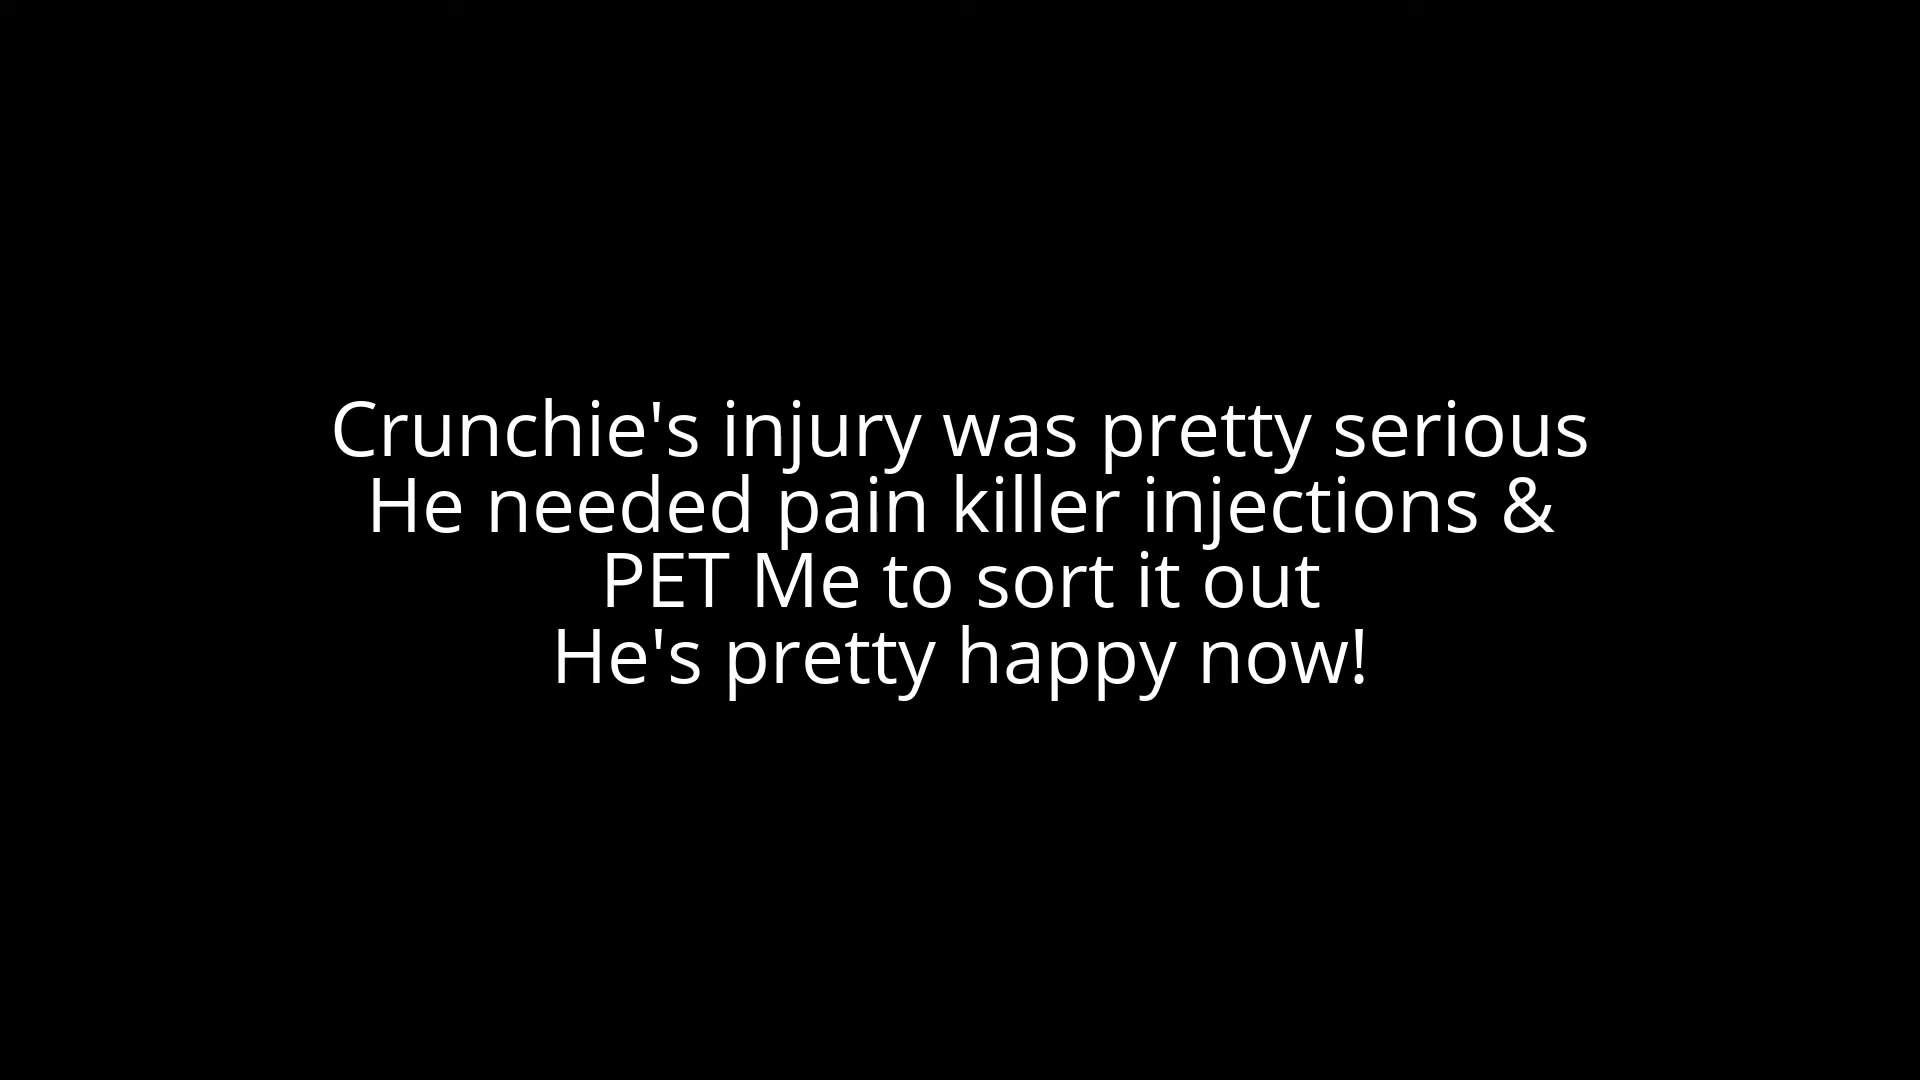 Crunchie's injury was pretty serious
He needed pain killer injections &
PET Me to sort it out
He's pretty happy now!